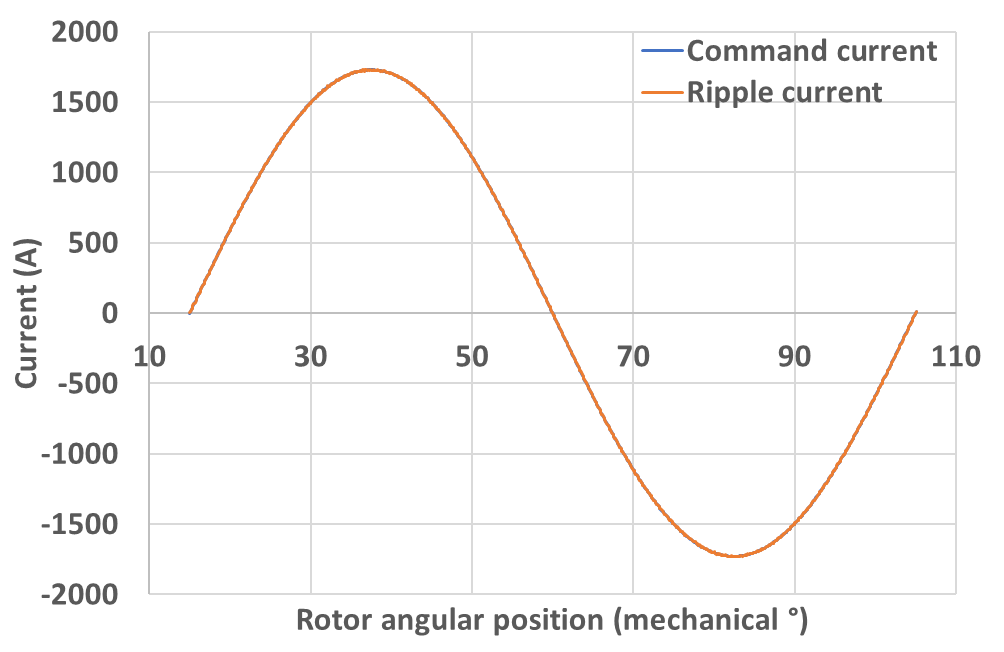 2000
Command current
Ripple current
1500
1000
500
0
10 30 50 70 90 110
-500
-1000
-1500
-2000
Current (A)
Rotor angular position (mechanical °)